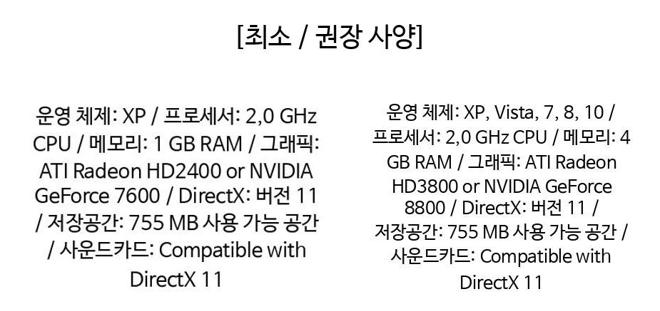 [최소 / 권장 사양]
운영 체제: XP / 프로세서: 2,0 GHz
CPU / 메모리: 1 GB RAM / 그래픽:
ATI Radeon HD2400 or NVIDIA
GeForce 7600 / DirectX: 버전 11
/ 저장공간: 755 MB 사용 가능 공간
/ 사운드카드: Compatible with
DirectX 11
운영 체제: XP, Vista, 7, 8, 10 /
프로세서: 2,0 GHz CPU / 메모리: 4
GB RAM / 그래픽: ATI Radeon
HD3800 or NVIDIA GeForce
8800 / DirectX: 버전 11 /
저장공간: 755 MB 사용 가능 공간 /
사운드카드: Compatible with
DirectX 11